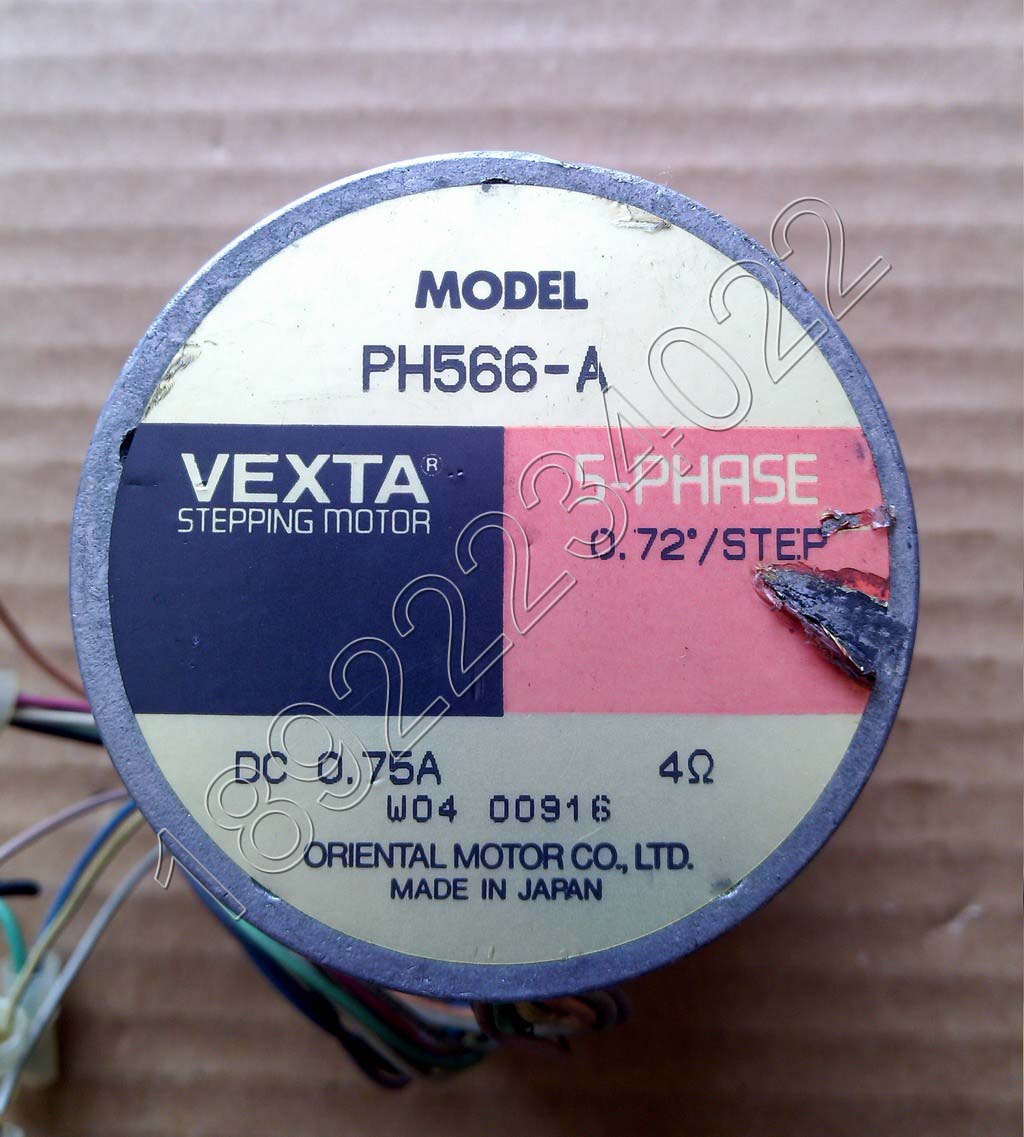 MODEL
PH566-A
VEXTA®
STEPPING MOTOR
5-PHASE
0.72°/STEP
DC 0.75A 4Ω
W04 00916
ORIENTAL MOTOR CO., LTD.
MADE IN JAPAN
18922234022